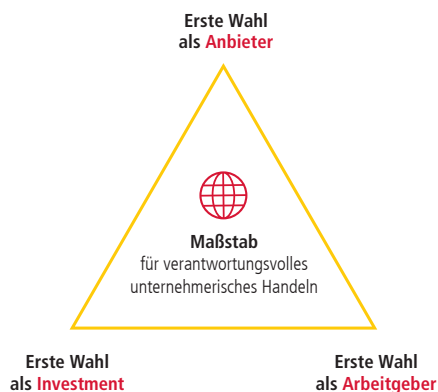 Erste Wahl
als Anbieter
Maßstab
für verantwortungsvolles
unternehmerisches Handeln
Erste Wahl
als Investment
Erste Wahl
als Arbeitgeber